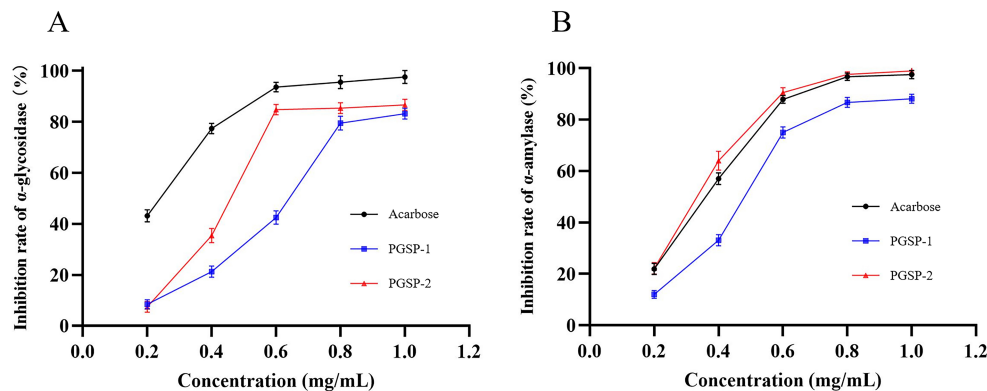 A
Inhibition rate of α-glycosidase (%)
100
80
60
40
20
0
0.0 0.2 0.4 0.6 0.8 1.0 1.2
Concentration (mg/mL)
Acarbose
PGSP-1
PGSP-2
B
Inhibition rate of α-amylase (%)
100
80
60
40
20
0
0.0 0.2 0.4 0.6 0.8 1.0 1.2
Concentration (mg/mL)
Acarbose
PGSP-1
PGSP-2